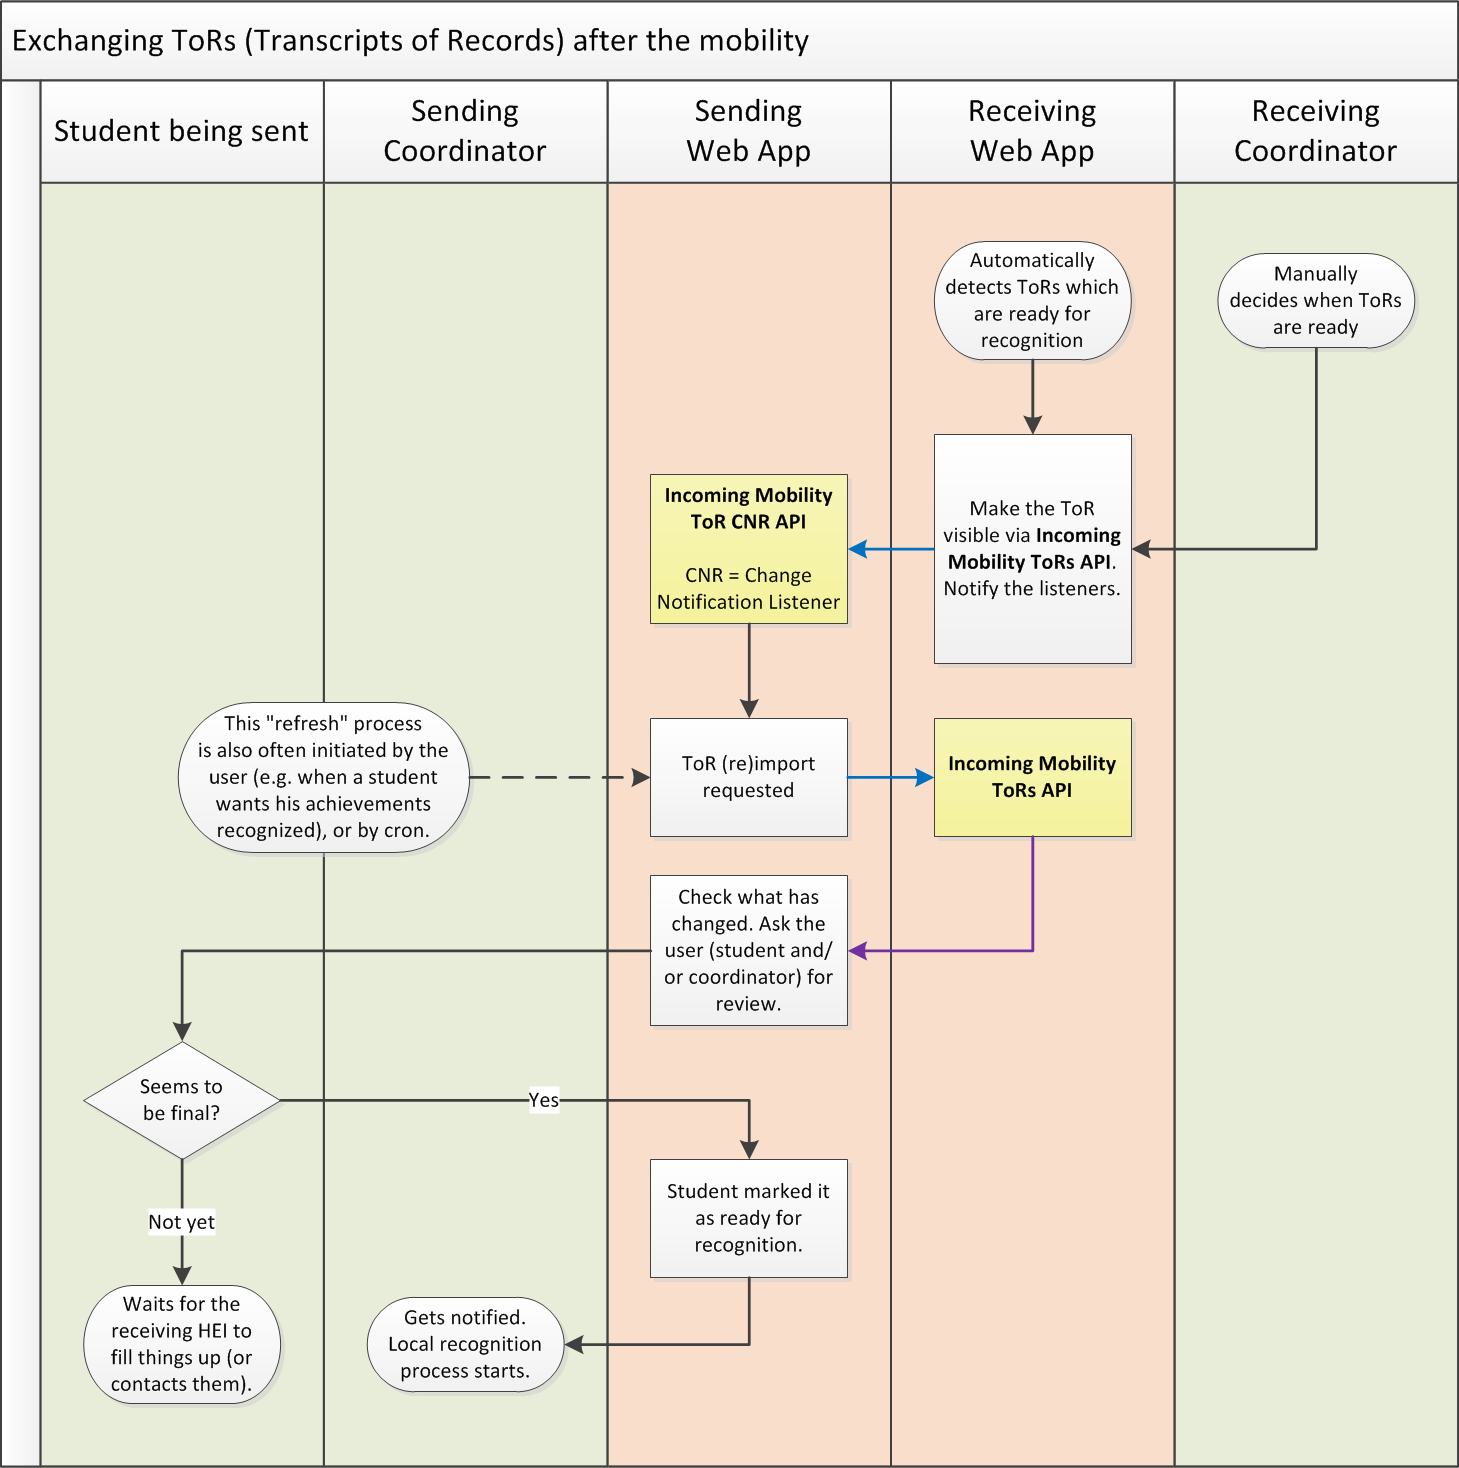 Exchanging ToRs (Transcripts of Records) after the mobility
Student being sent
Sending
Coordinator
Sending
Web App
Receiving
Web App
Receiving
Coordinator
Automatically
detects ToRs which
are ready for
recognition
Manually
decides when ToRs
are ready
Make the ToR
visible via Incoming
Mobility ToRs API.
Notify the listeners.
Incoming Mobility
ToR CNR API
CNR = Change
Notification Listener
This "refresh" process
is also often initiated by the
user (e.g. when a student
wants his achievements
recognized), or by cron.
ToR (re)import
requested
Incoming Mobility
ToRs API
Check what has
changed. Ask the
user (student and/
or coordinator) for
review.
Seems to
be final?
Yes
Not yet
Student marked it
as ready for
recognition.
Waits for the
receiving HEI to
fill things up (or
contacts them).
Gets notified.
Local recognition
process starts.